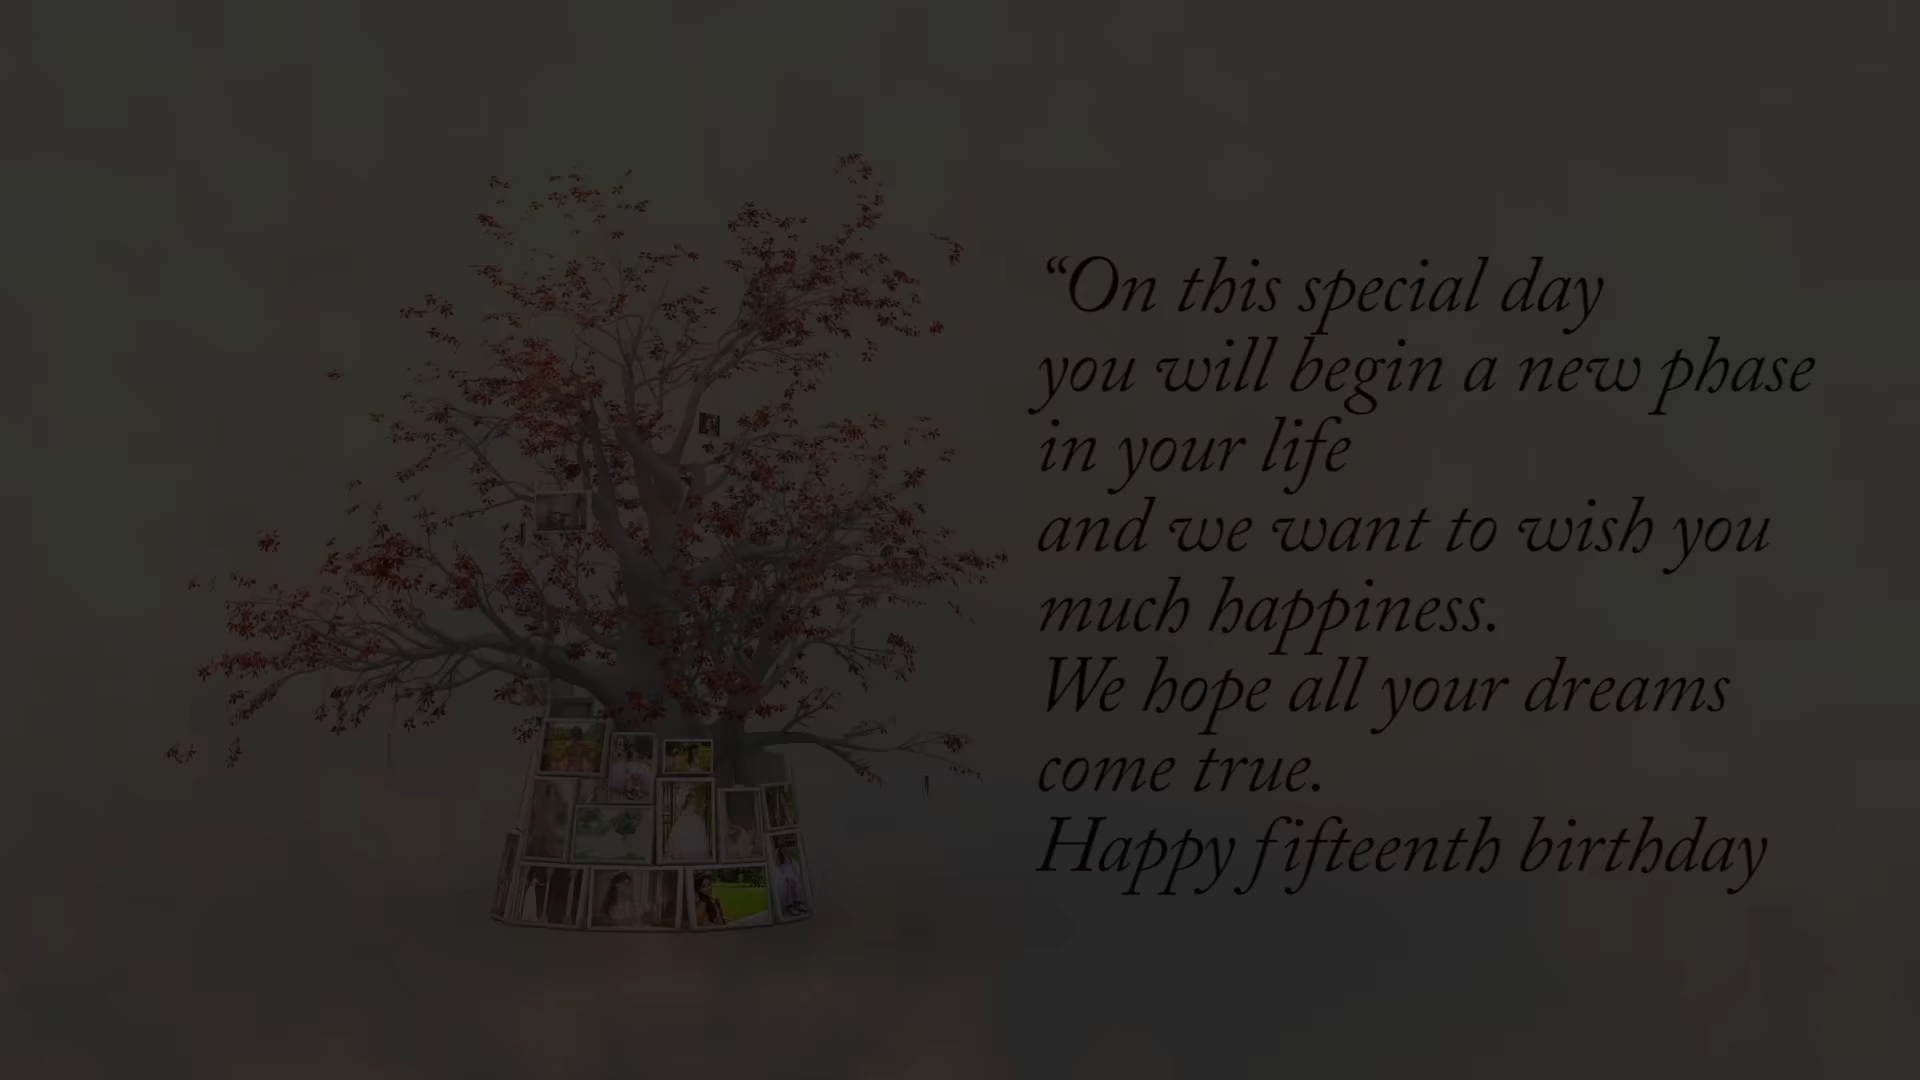 “On this special day
you will begin a new phase
in your life
and we want to wish you
much happiness.
We hope all your dreams
come true.
Happy fifteenth birthday